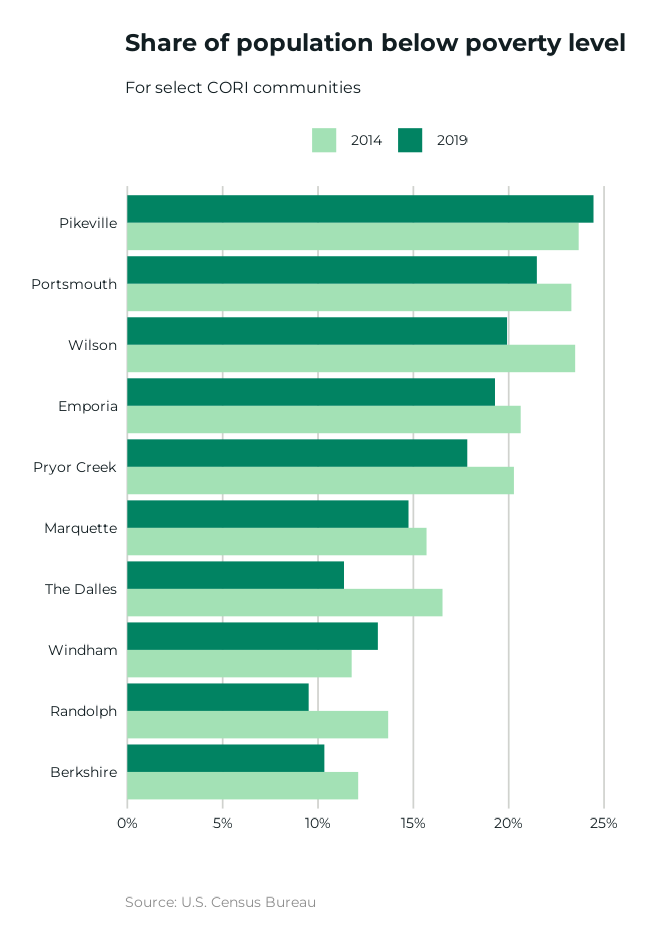 Share of population below poverty level
For select CORI communities
2014 2019
Pikeville
Portsmouth
Wilson
Emporia
Pryor Creek
Marquette
The Dalles
Windham
Randolph
Berkshire
0% 5% 10% 15% 20% 25%
Source: U.S. Census Bureau